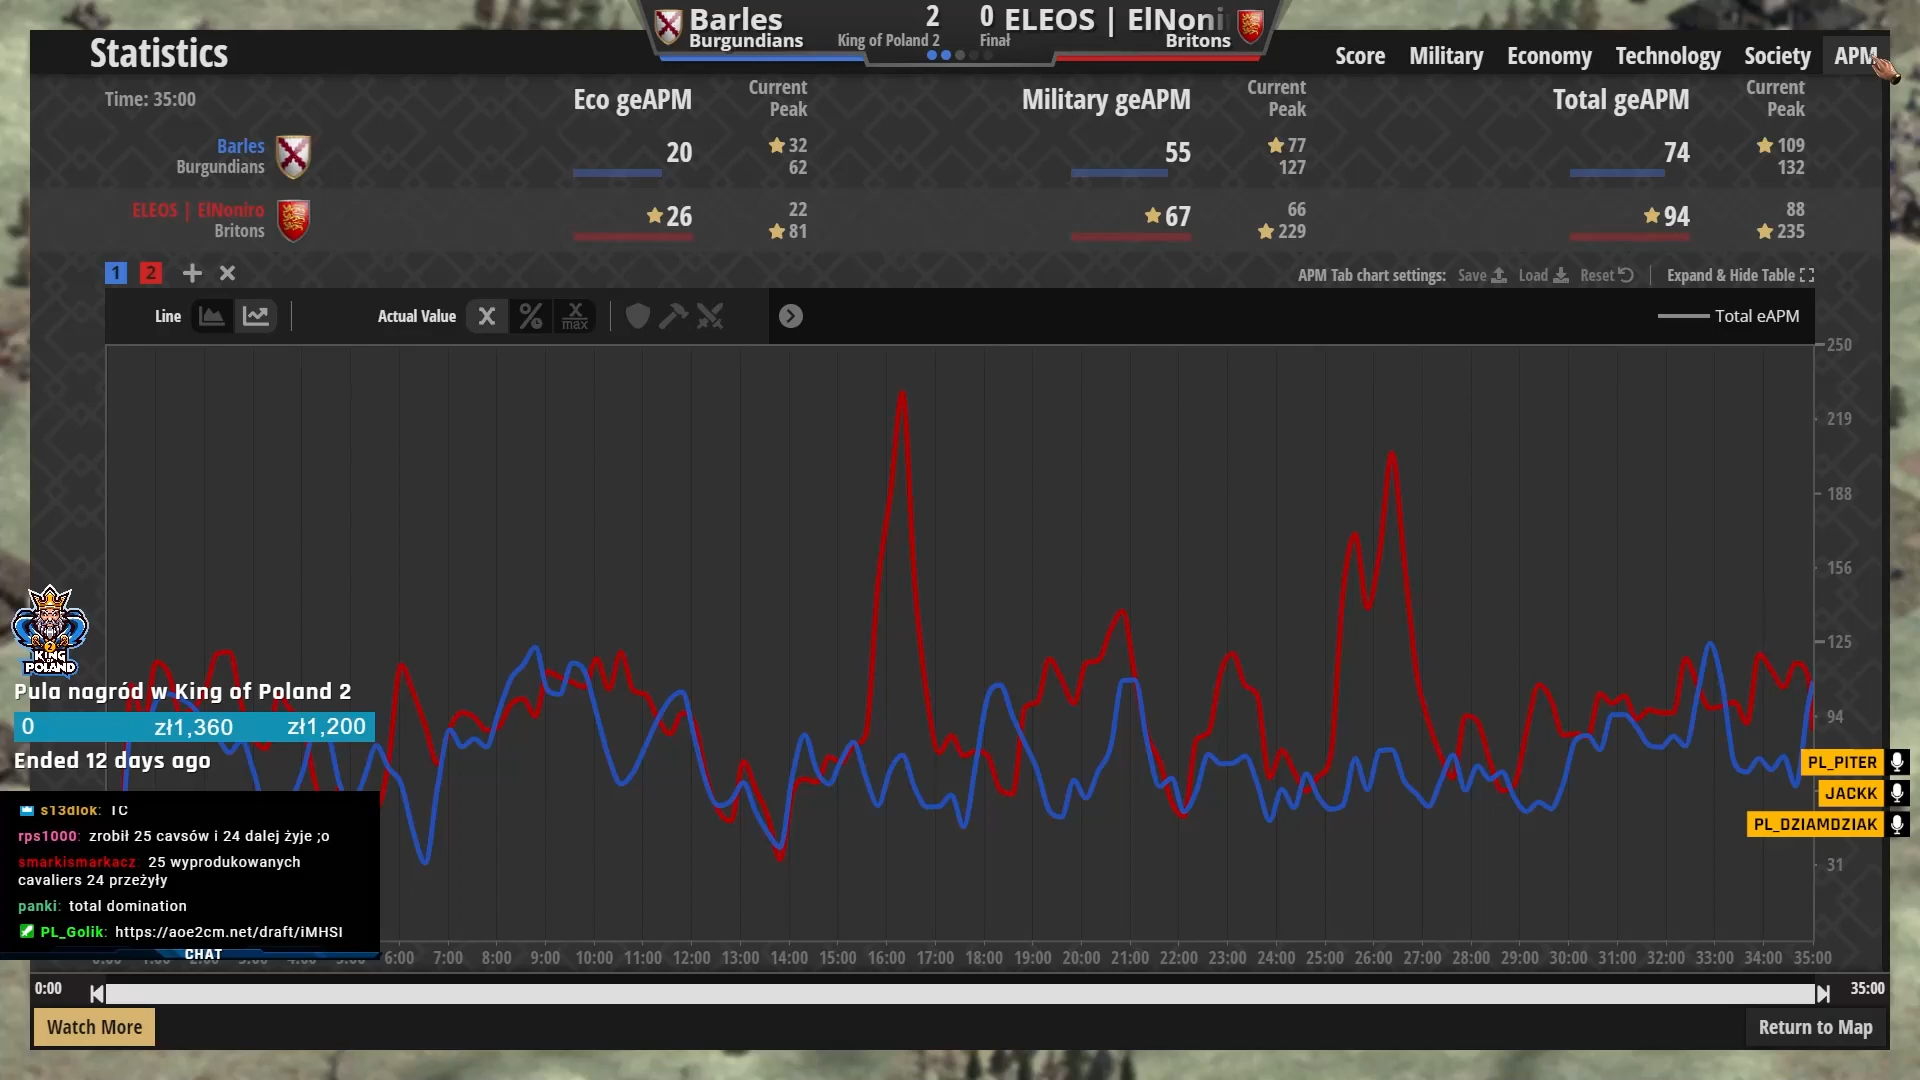 Barles
Burgundians
2
King of Poland 2
0
Finał
ELEOS | ElNoni
Britons
Statistics
Score
Military
Economy
Technology
Society
APM
Time: 35:00
Eco geAPM
Current
Peak
Military geAPM
Current
Peak
Total geAPM
Current
Peak
Barles
Burgundians
20
32
62
55
77
127
74
109
132
ELEOS | ElNoniro
Britons
26
22
81
67
66
229
94
88
235
1
2
APM Tab chart settings:
Save
Load
Reset
Expand & Hide Table
Line
Actual Value
X
%
X
max
Total eAPM
250
219
188
156
125
94
31
KING
OF
POLAND
2
Pula nagród w King of Poland 2
0 zł1,360 zł1,200
Ended 12 days ago
s13dlok: TC
rps1000: zrobił 25 cavsów i 24 dalej żyje ;o
smarkismarkacz: 25 wyprodukowanych
cavaliers 24 przeżyły
panki: total domination
PL_Golik: https://aoe2cm.net/draft/iMHSI
CHAT
PL_PITER
JACKK
PL_DZIAMDZIAK
6:00 7:00 8:00 9:00 10:00 11:00 12:00 13:00 14:00 15:00 16:00 17:00 18:00 19:00 20:00 21:00 22:00 23:00 24:00 25:00 26:00 27:00 28:00 29:00 30:00 31:00 32:00 33:00 34:00 35:00
0:00
35:00
Watch More
Return to Map